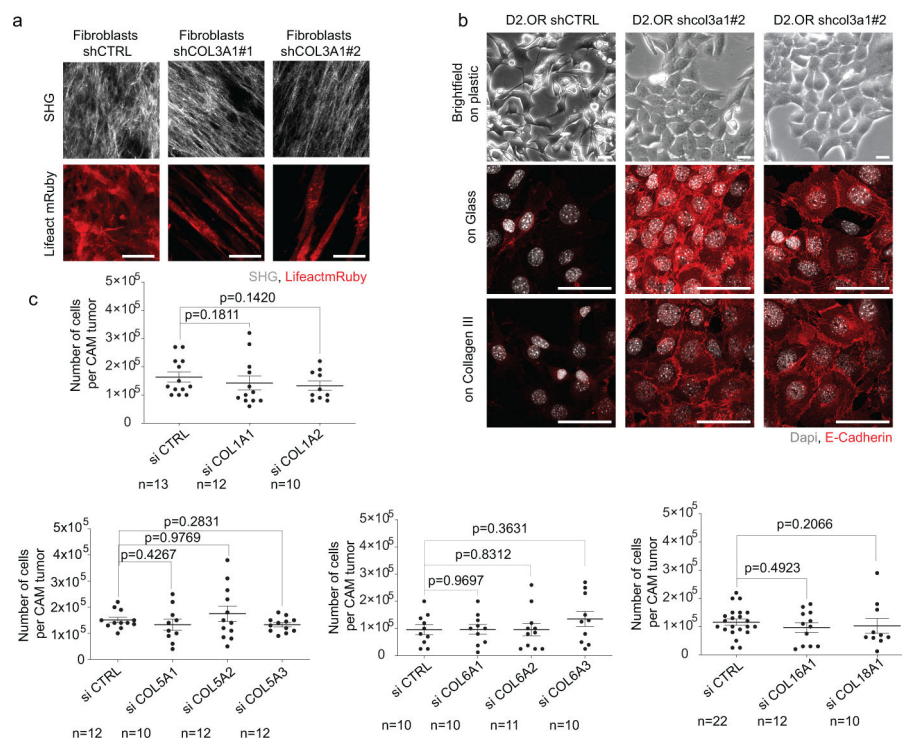 a
Fibroblasts shCTRL
Fibroblasts shCOL3A1#1
Fibroblasts shCOL3A1#2
SHG
Lifeact mRuby
SHG, LifeactmRuby
b
D2.OR shCTRL
D2.OR shcol3a1#2
D2.OR shcol3a1#2
Brightfield on plastic
on Glass
on Collagen III
Dapi, E-Cadherin
c
Number of cells per CAM tumor
5×10⁵
4×10⁵
3×10⁵
2×10⁵
1×10⁵
0
p=0.1420
p=0.1811
si CTRL
si COL1A1
si COL1A2
n=13
n=12
n=10
Number of cells per CAM tumor
5×10⁵
4×10⁵
3×10⁵
2×10⁵
1×10⁵
0
p=0.2831
p=0.9769
p=0.4267
si CTRL
si COL5A1
si COL5A2
si COL5A3
n=12
n=10
n=12
n=12
Number of cells per CAM tumor
5×10⁵
4×10⁵
3×10⁵
2×10⁵
1×10⁵
0
p=0.3631
p=0.8312
p=0.9697
si CTRL
si COL6A1
si COL6A2
si COL6A3
n=10
n=10
n=11
n=10
Number of cells per CAM tumor
5×10⁵
4×10⁵
3×10⁵
2×10⁵
1×10⁵
0
p=0.2066
p=0.4923
si CTRL
si COL16A1
si COL18A1
n=22
n=12
n=10